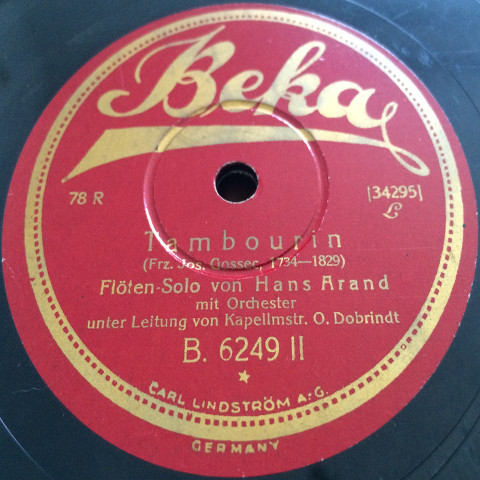 Beka
78 R
|34295|
L
Tambourin
(Frz. Jos. Gossec, 1734—1829)
Flöten-Solo von Hans Arand
mit Orchester
unter Leitung von Kapellmstr. O. Dobrindt
B. 6249 II
CARL LINDSTRÖM A.-G.
GERMANY